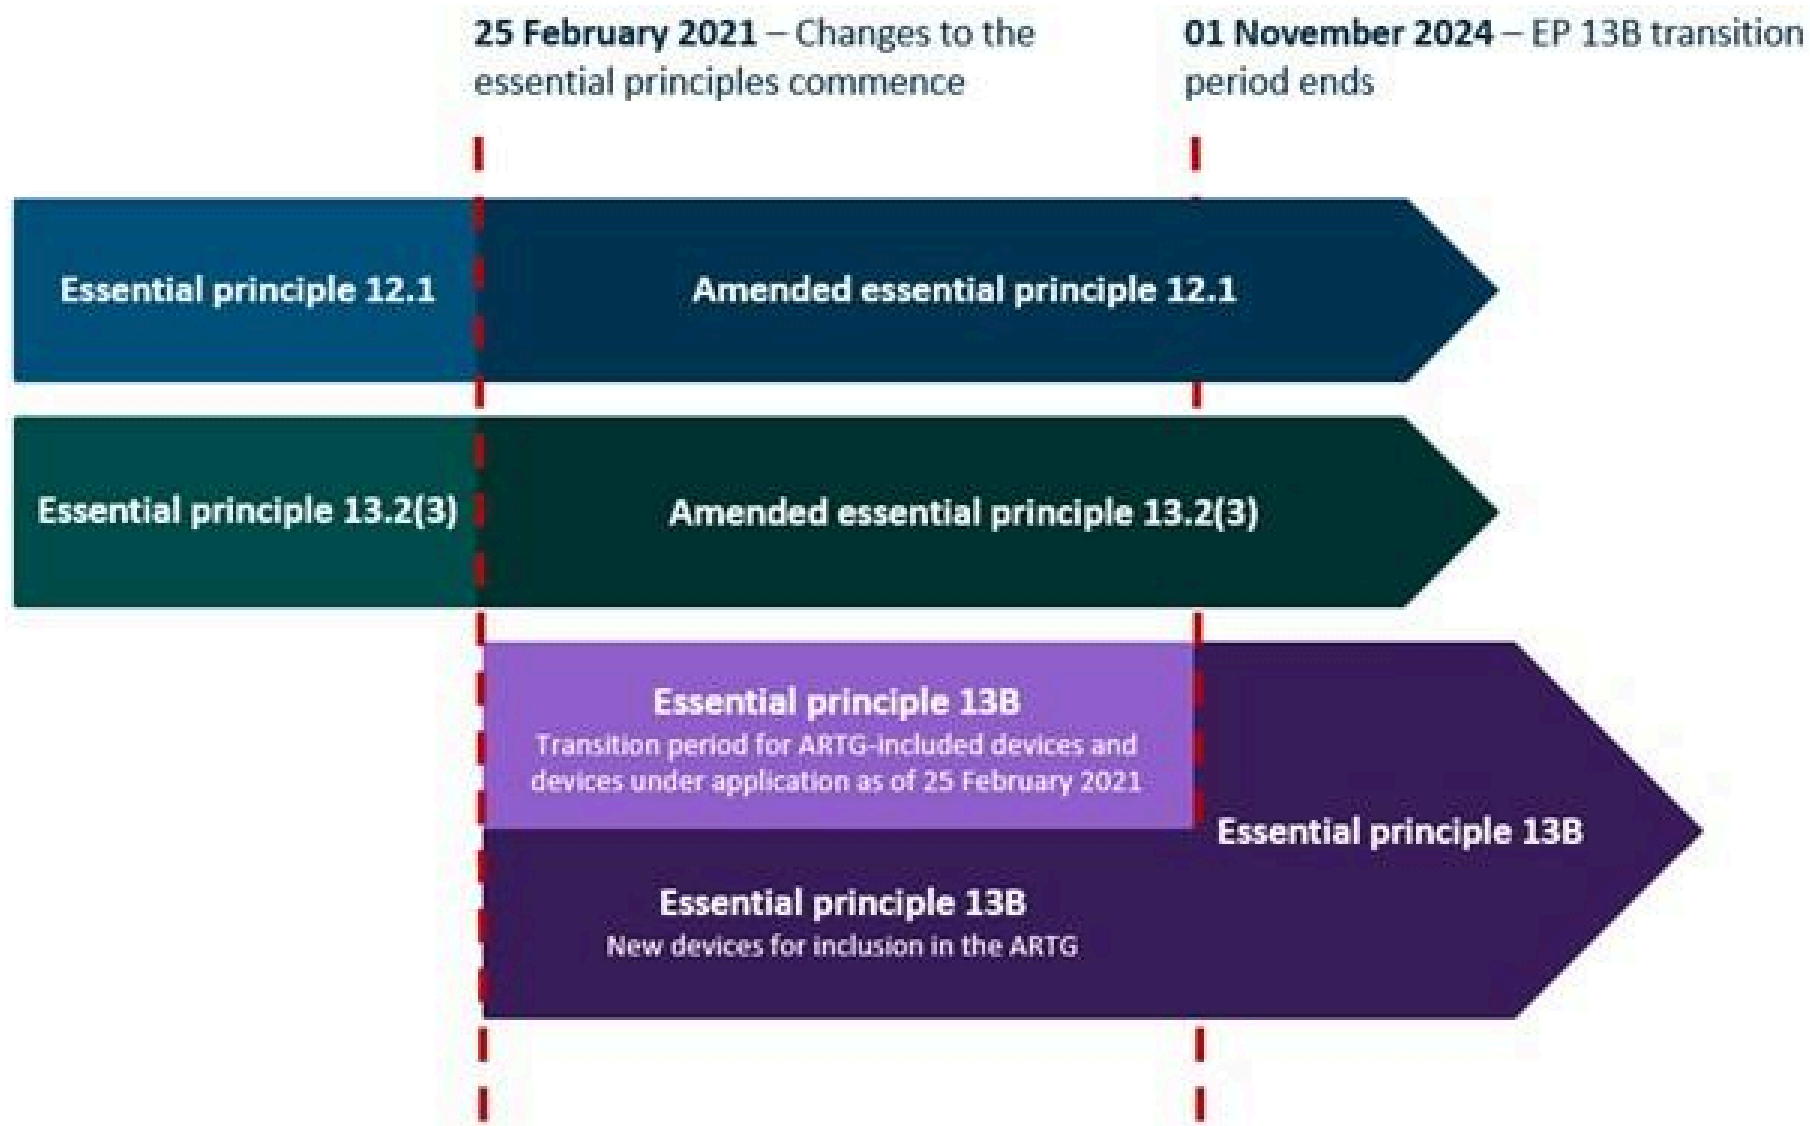 25 February 2021 – Changes to the
essential principles commence
01 November 2024 – EP 13B transition
period ends
Essential principle 12.1
Amended essential principle 12.1
Essential principle 13.2(3)
Amended essential principle 13.2(3)
Essential principle 13B
Transition period for ARTG-included devices and
devices under application as of 25 February 2021
Essential principle 13B
Essential principle 13B
New devices for inclusion in the ARTG